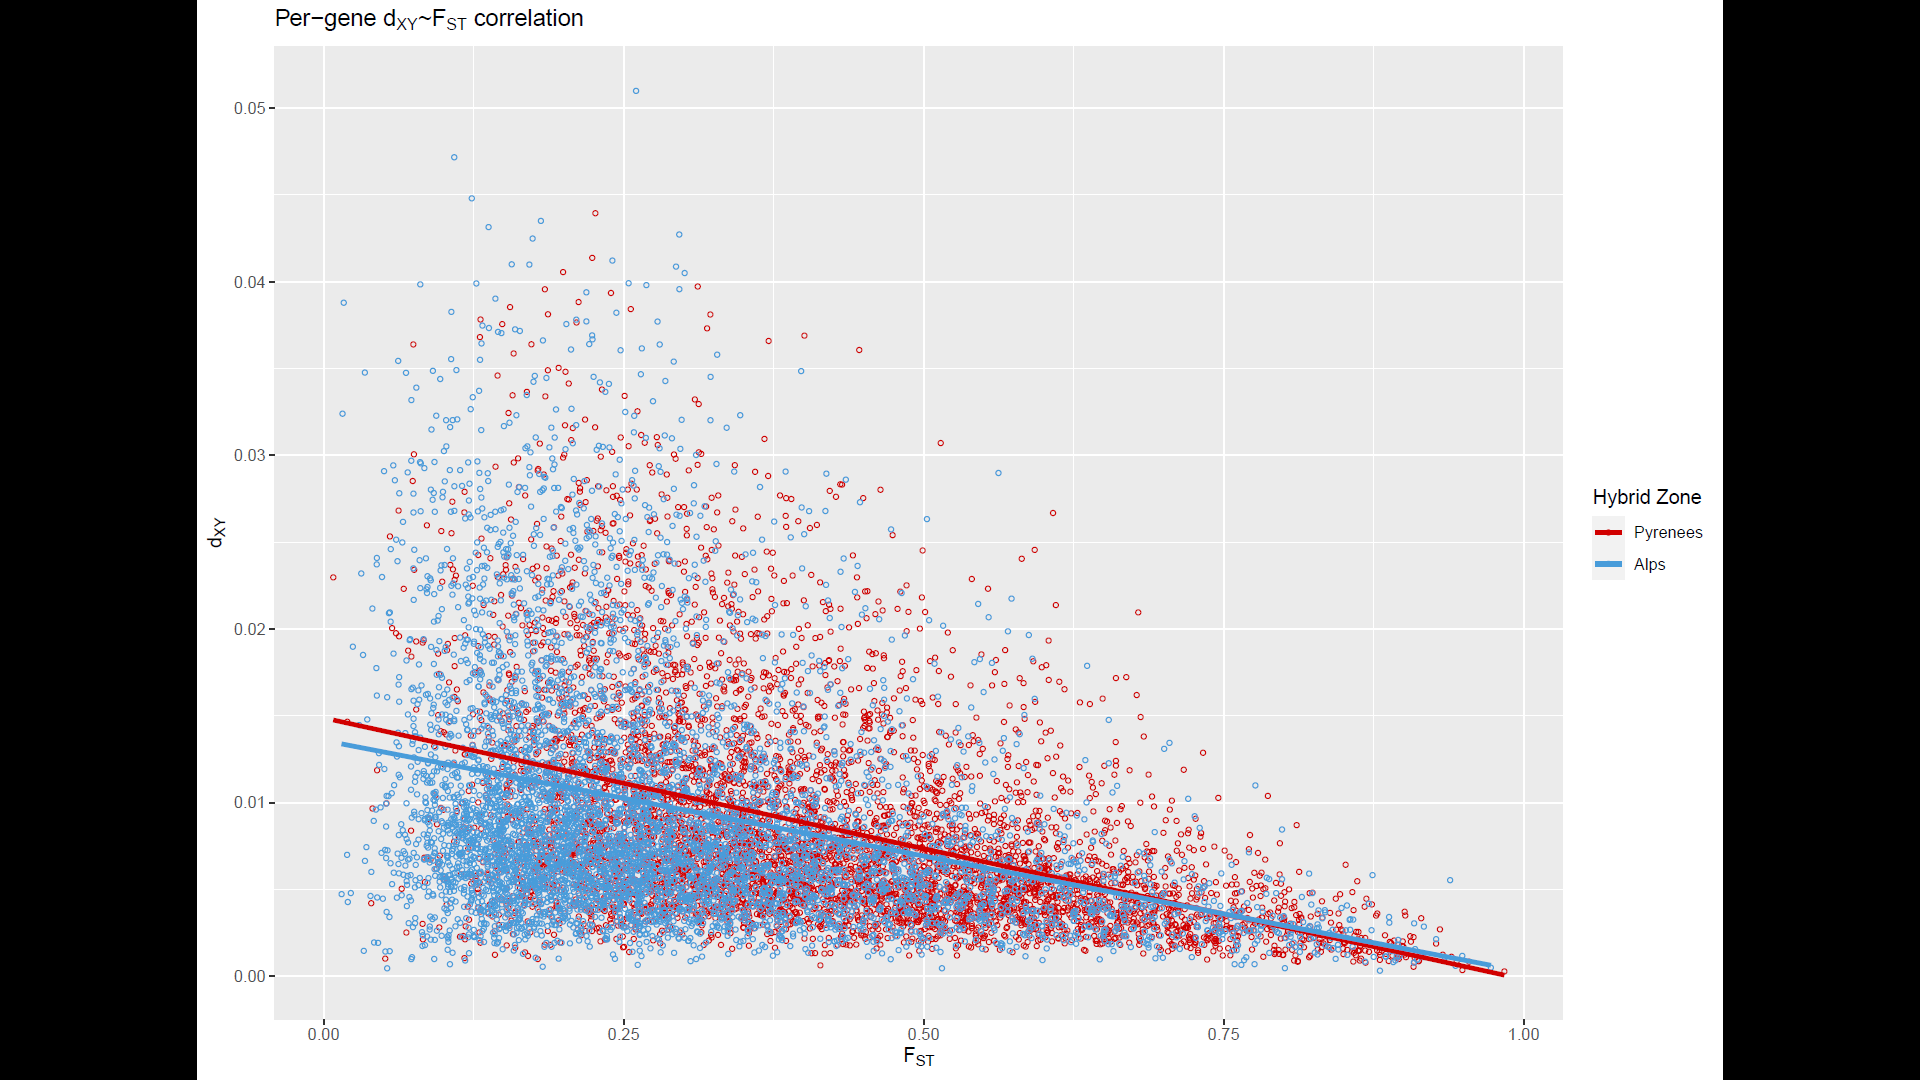 Per−gene dXY~FST correlation
0.05
0.04
0.03
0.02
0.01
0.00
dXY
0.00 0.25 0.50 0.75 1.00
FST
Hybrid Zone
Pyrenees
Alps